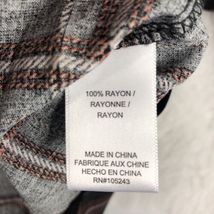 100% RAYON /
RAYONNE /
RAYON
MADE IN CHINA
FABRIQUE AUX CHINE
HECHO EN CHINA
RN#105243